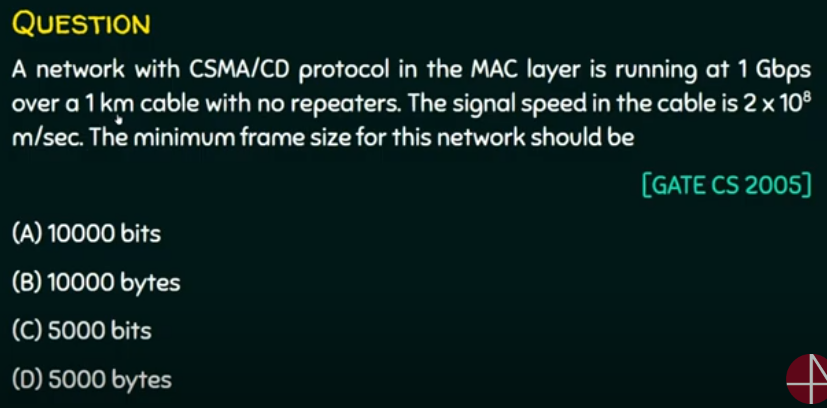 QUESTION
A network with CSMA/CD protocol in the MAC layer is running at 1 Gbps
over a 1 km cable with no repeaters. The signal speed in the cable is 2 x 10⁸
m/sec. The minimum frame size for this network should be
[GATE CS 2005]
(A) 10000 bits
(B) 10000 bytes
(C) 5000 bits
(D) 5000 bytes